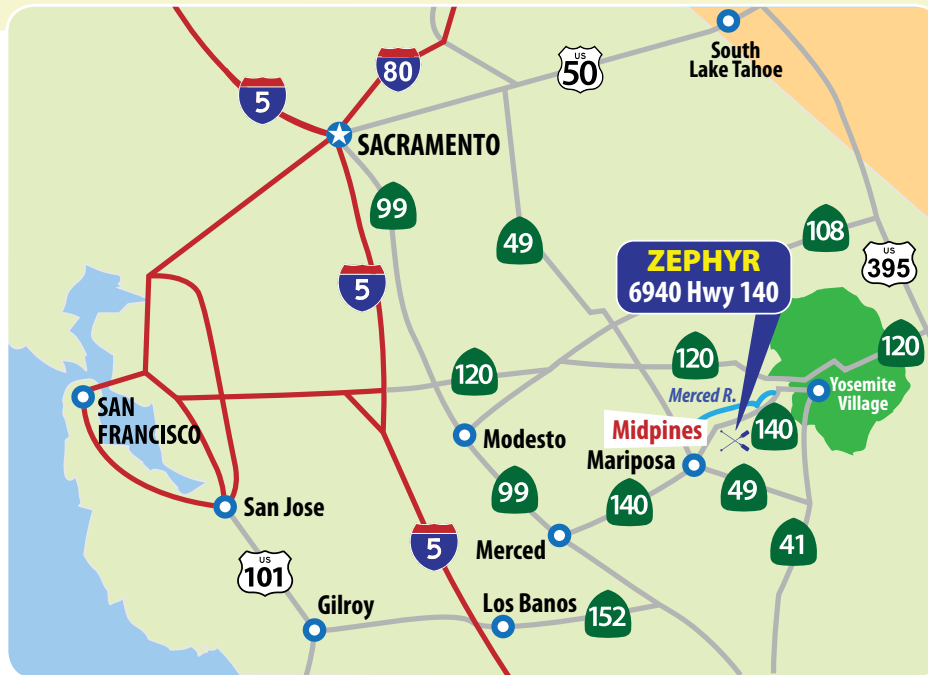 South
Lake Tahoe
US
50
80
5
SACRAMENTO
99
49
108
ZEPHYR
6940 Hwy 140
US
395
5
120
120
120
Merced R.
Yosemite
Village
SAN
FRANCISCO
Modesto
Midpines
140
Mariposa
99
140
49
San Jose
5
Merced
41
US
101
Gilroy
Los Banos
152